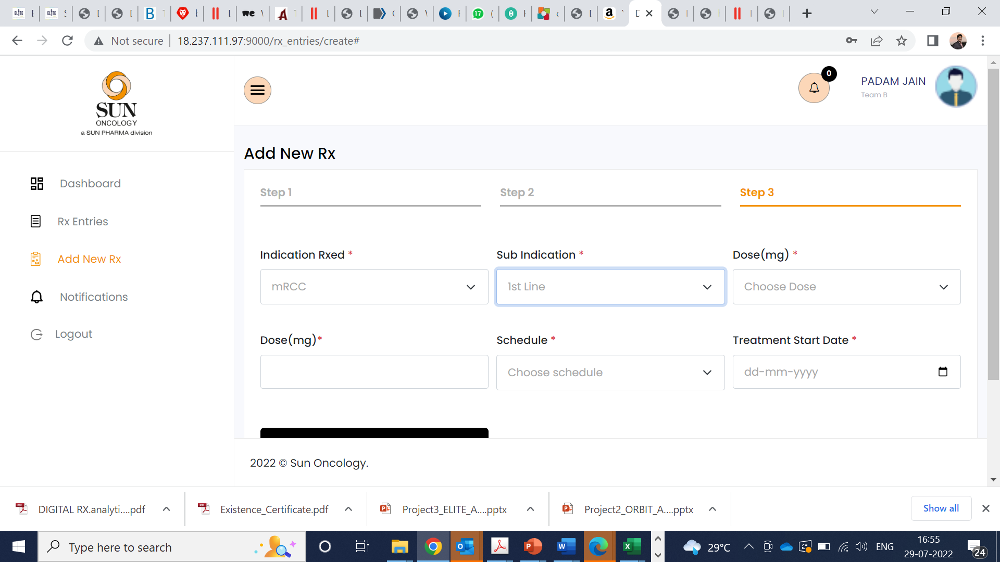 Not secure
18.237.111.97:9000/rx_entries/create#
SUN
ONCOLOGY
a SUN PHARMA division
0
PADAM JAIN
Team B
Add New Rx
Dashboard
Rx Entries
Add New Rx
Notifications
Logout
Step 1
Step 2
Step 3
Indication Rxed *
Sub Indication *
Dose(mg) *
mRCC
1st Line
Choose Dose
Dose(mg)*
Schedule *
Treatment Start Date *
Choose schedule
dd-mm-yyyy
2022 © Sun Oncology.
DIGITAL RX.analyti....pdf
Existence_Certificate.pdf
Project3_ELITE_A....pptx
Project2_ORBIT_A....pptx
Show all
Type here to search
29°C
ENG
16:55
29-07-2022
24